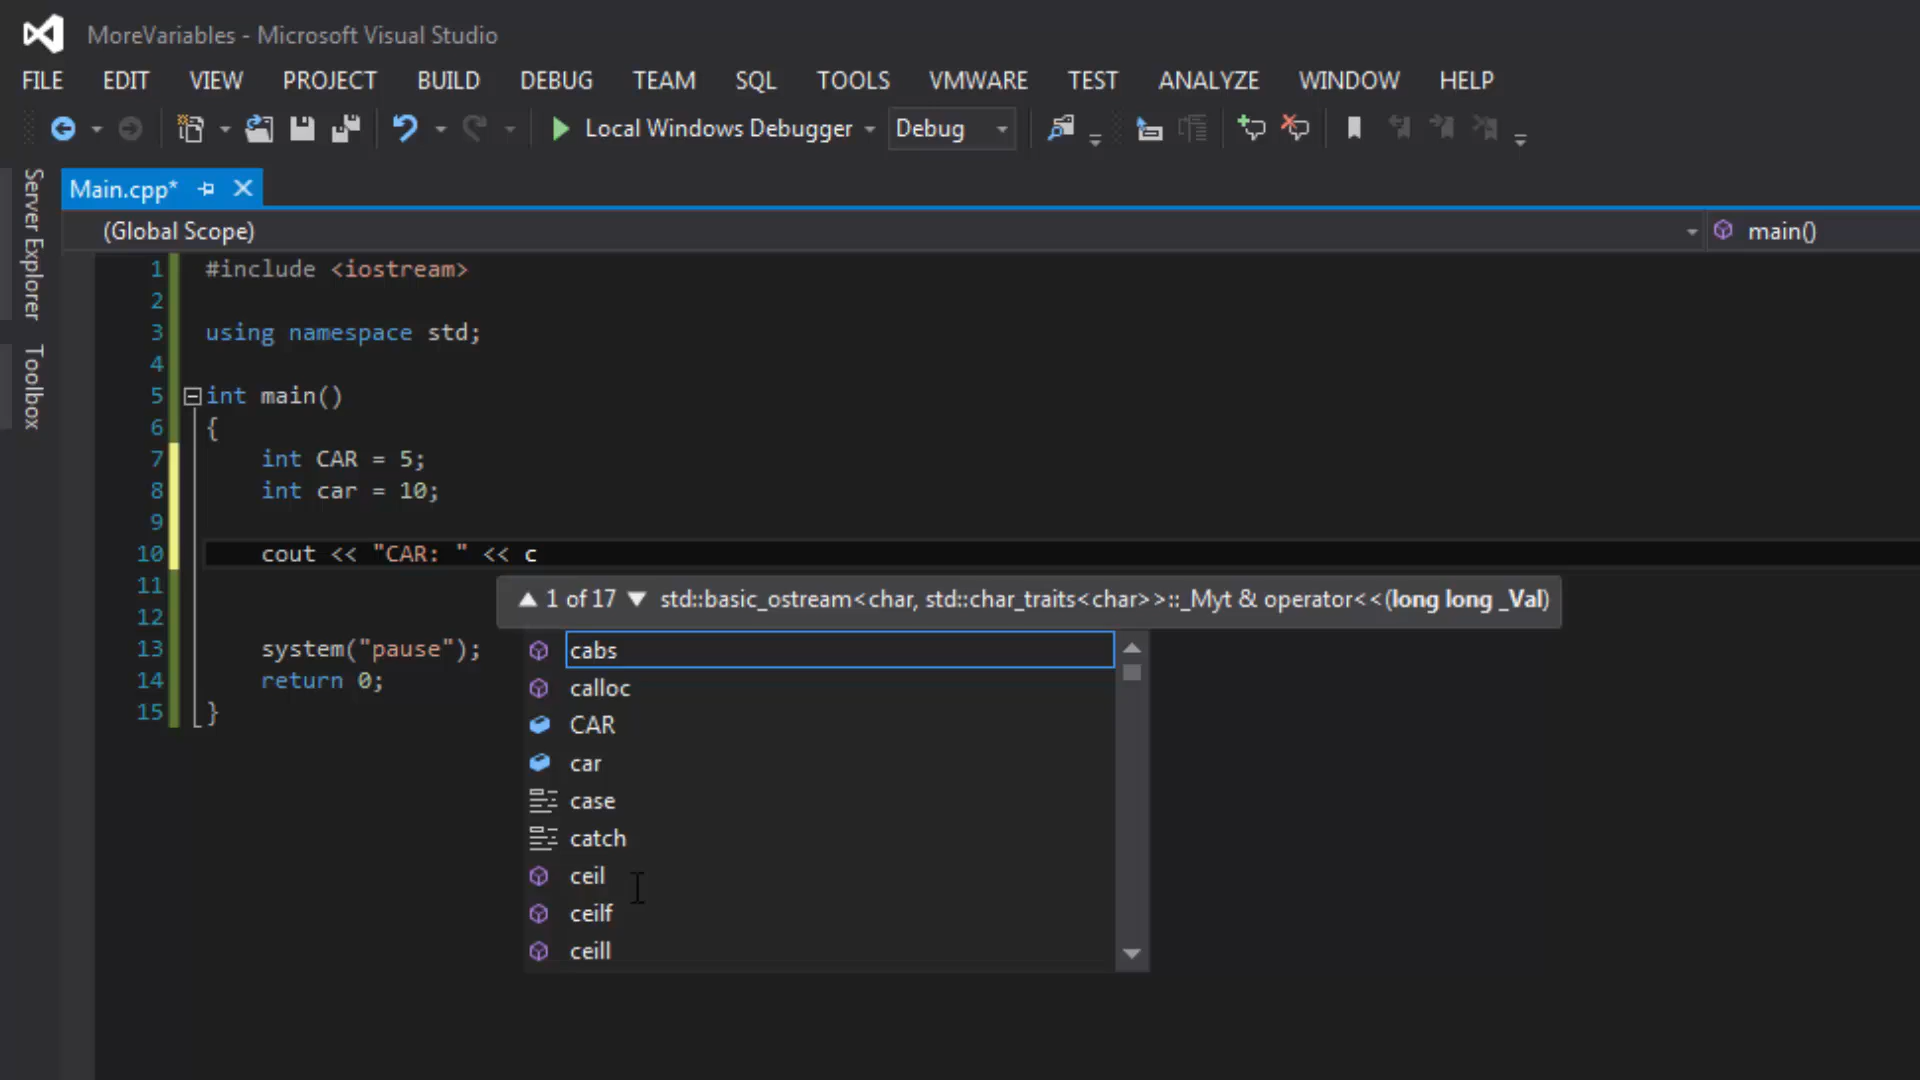 MoreVariables - Microsoft Visual Studio
FILE EDIT VIEW PROJECT BUILD DEBUG TEAM SQL TOOLS VMWARE TEST ANALYZE WINDOW HELP
Local Windows Debugger Debug
Server Explorer
Toolbox
Main.cpp*
(Global Scope) main()
1 #include <iostream>
2
3 using namespace std;
4
5 int main()
6 {
7 int CAR = 5;
8 int car = 10;
9
10 cout << "CAR: " << c
11
12
13 system("pause");
14 return 0;
15 }
1 of 17 std::basic_ostream<char, std::char_traits<char>>::_Myt & operator<<(long long _Val)
cabs
calloc
CAR
car
case
catch
ceil
ceilf
ceill